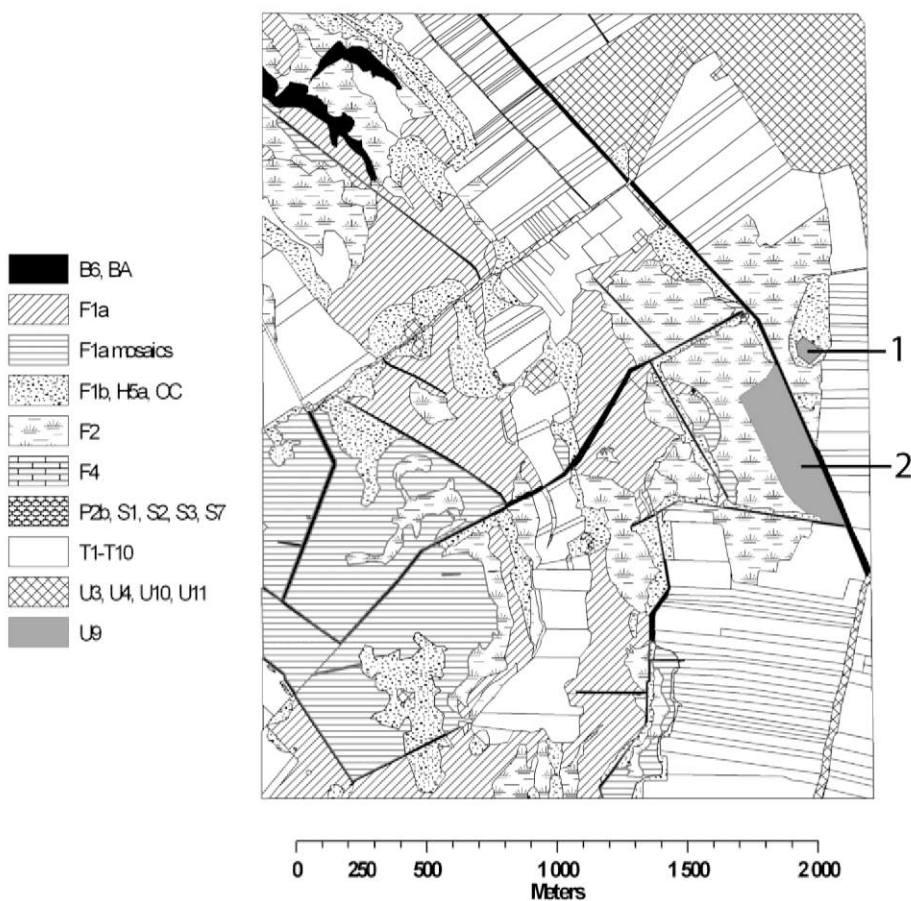 B6, BA
F1a
F1a mosaics
F1b, H5a, OC
F2
F4
P2b, S1, S2, S3, S7
T1-T10
U3, U4, U10, U11
U9
1
2
0 500 1 000 1 500 2 000
Meters